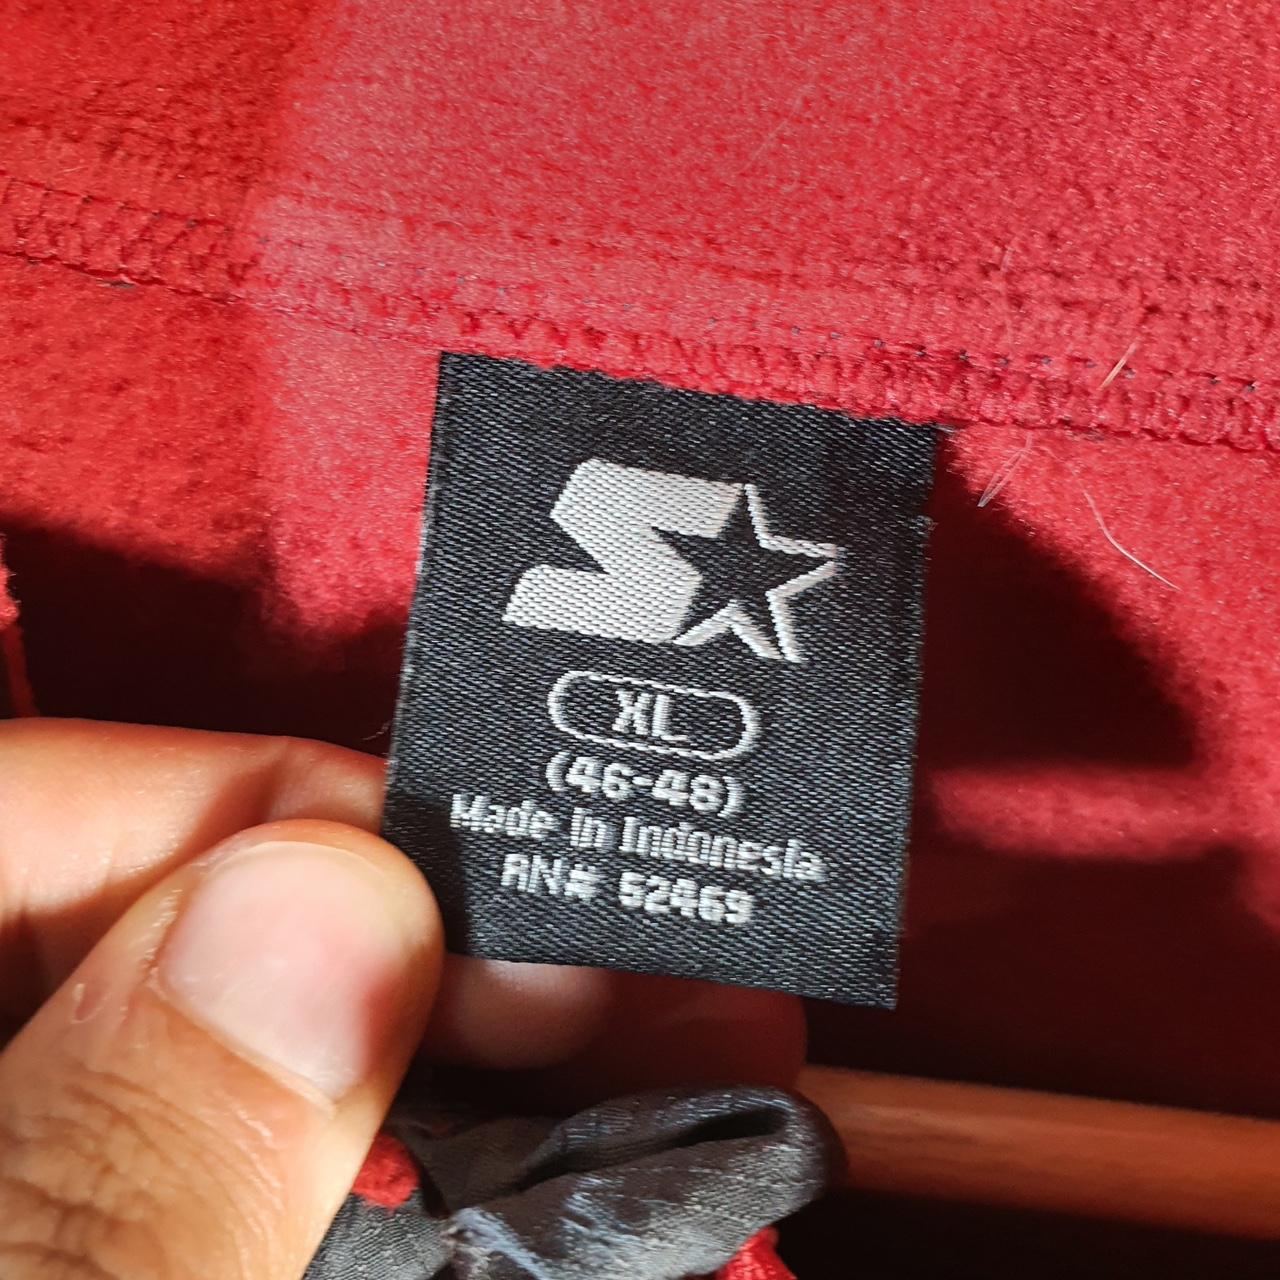 XL
(46-48)
Made in Indonesia
RN# 52469